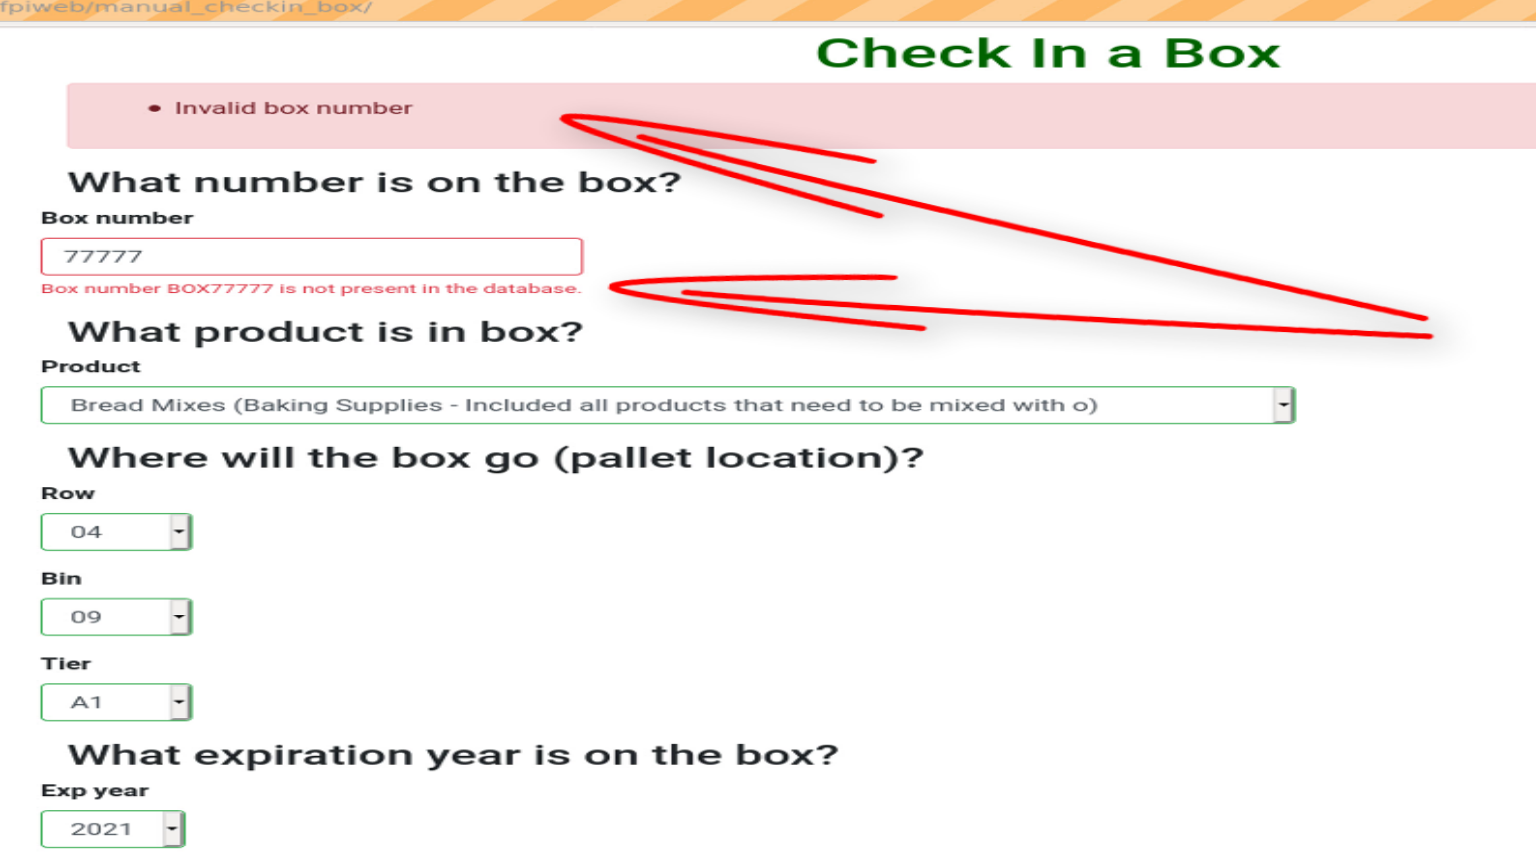 fpiweb/manual_checkin_box/
Check In a Box
• Invalid box number
What number is on the box?
Box number
77777
Box number BOX77777 is not present in the database.
What product is in box?
Product
Bread Mixes (Baking Supplies - Included all products that need to be mixed with o)
Where will the box go (pallet location)?
Row
04
Bin
09
Tier
A1
What expiration year is on the box?
Exp year
2021